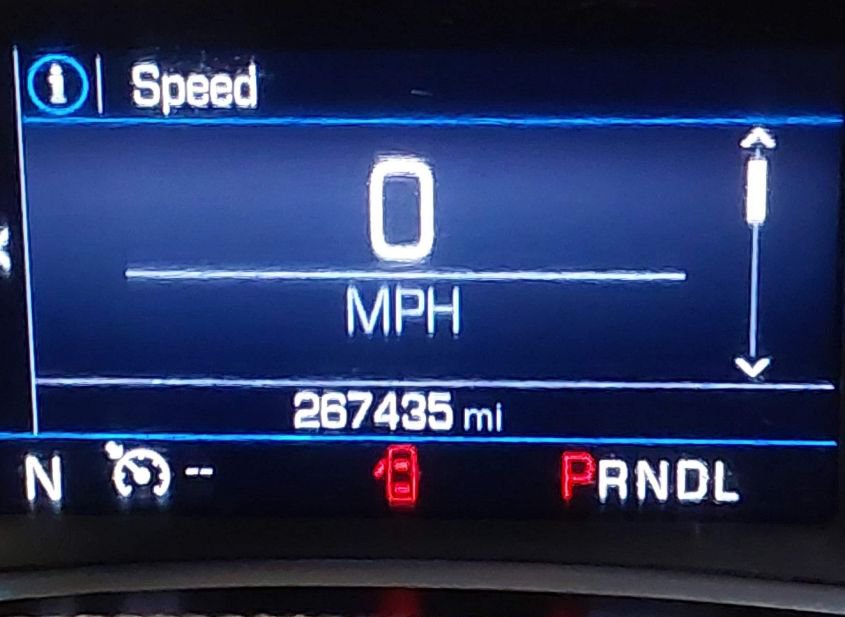 Speed
0
MPH
267435 mi
N -- PRNDL